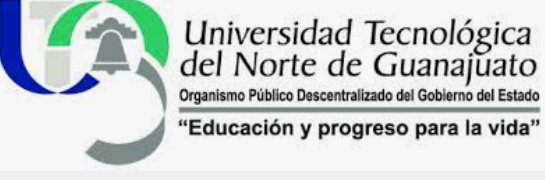 Universidad Tecnológica
del Norte de Guanajuato
Organismo Público Descentralizado del Gobierno del Estado
"Educación y progreso para la vida"